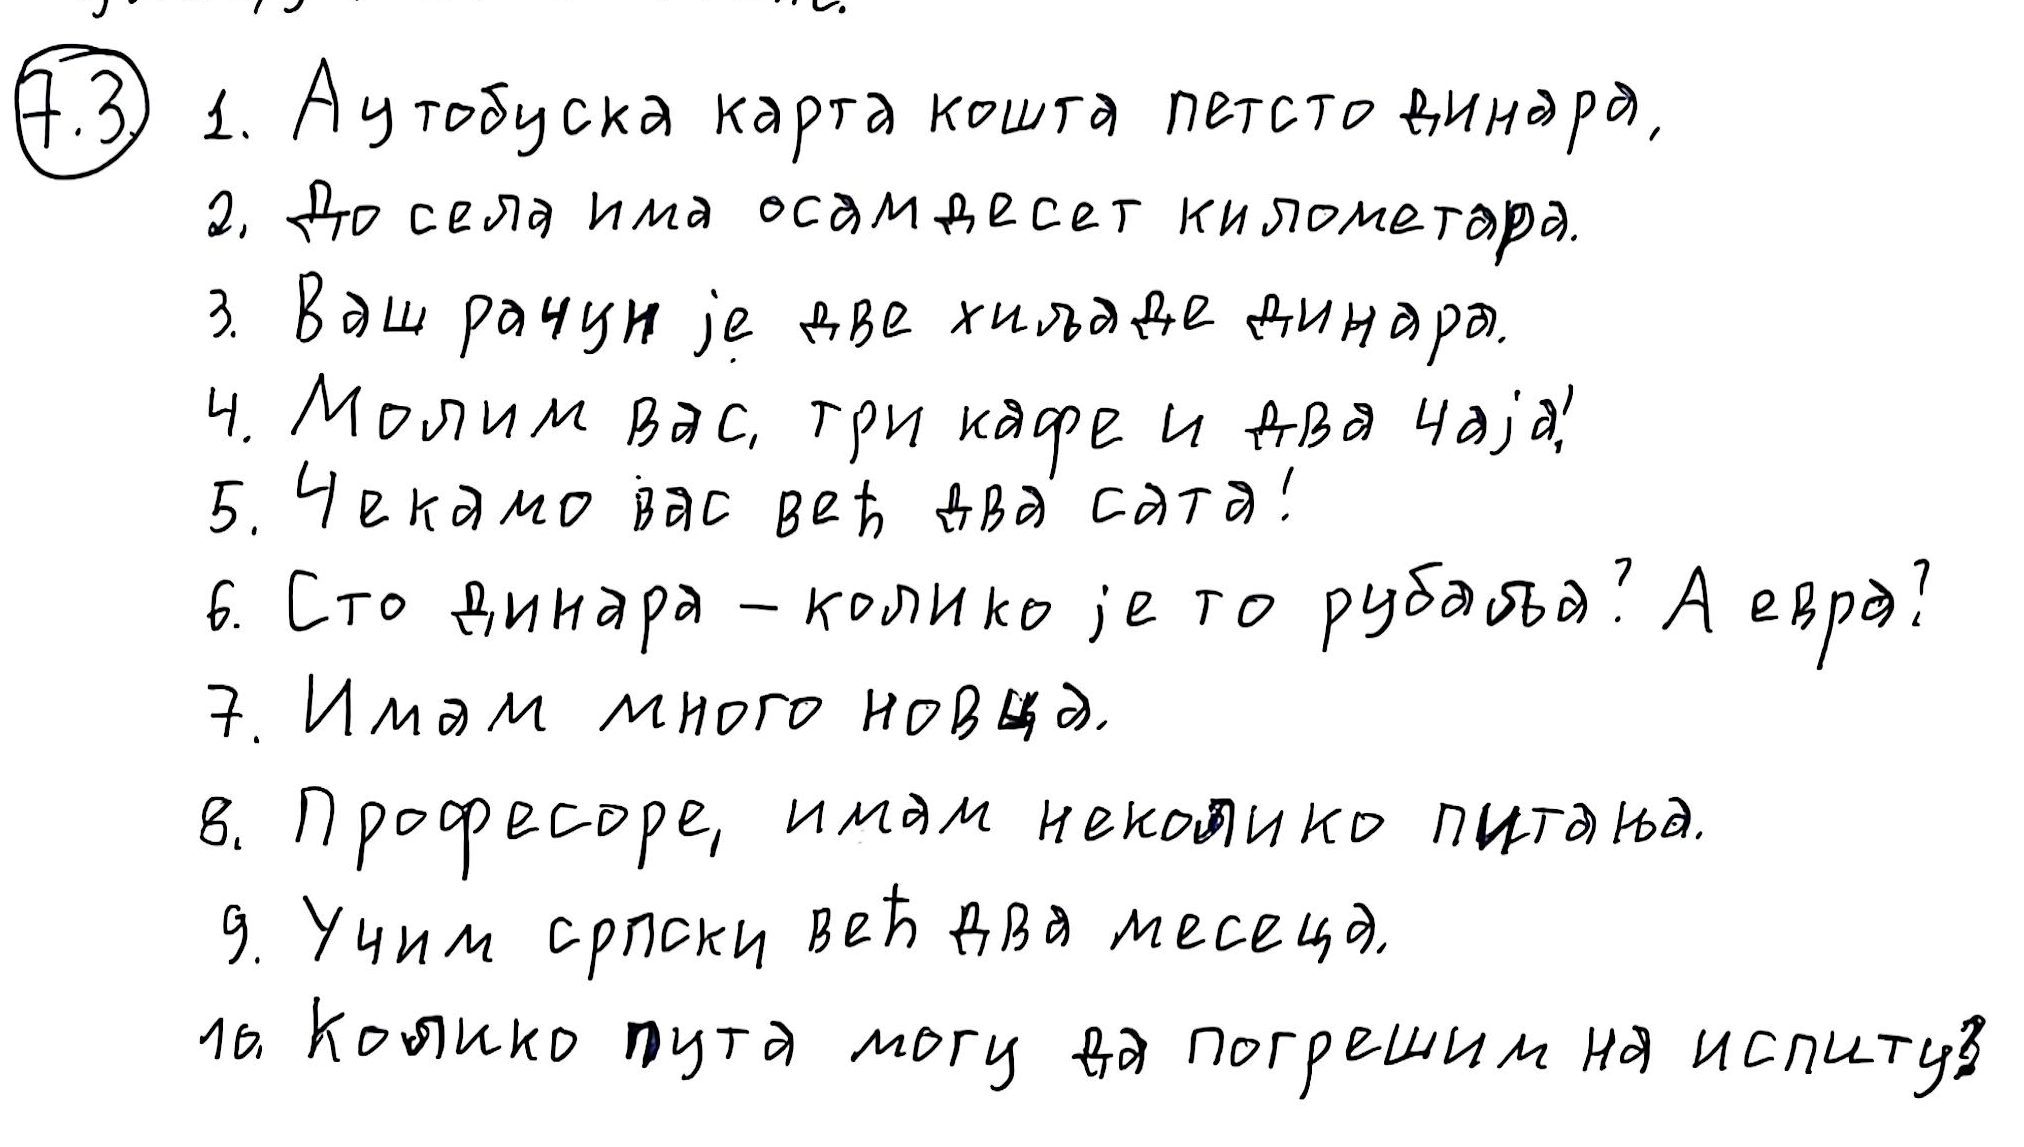 7.3. 1. Аутобуска карта кошта петсто динара.
2. До села има осамдесет километара.
3. Ваш рачун је две хиљаде динара.
4. Молим вас, три кафе и два чаја!
5. Чекамо вас већ два сата!
6. Сто динара – колико је то рубаља? А евра?
7. Имам много новца.
8. Професоре, имам неколико питања.
9. Учим српски већ два месеца.
10. Колико пута могу да погрешим на испиту?